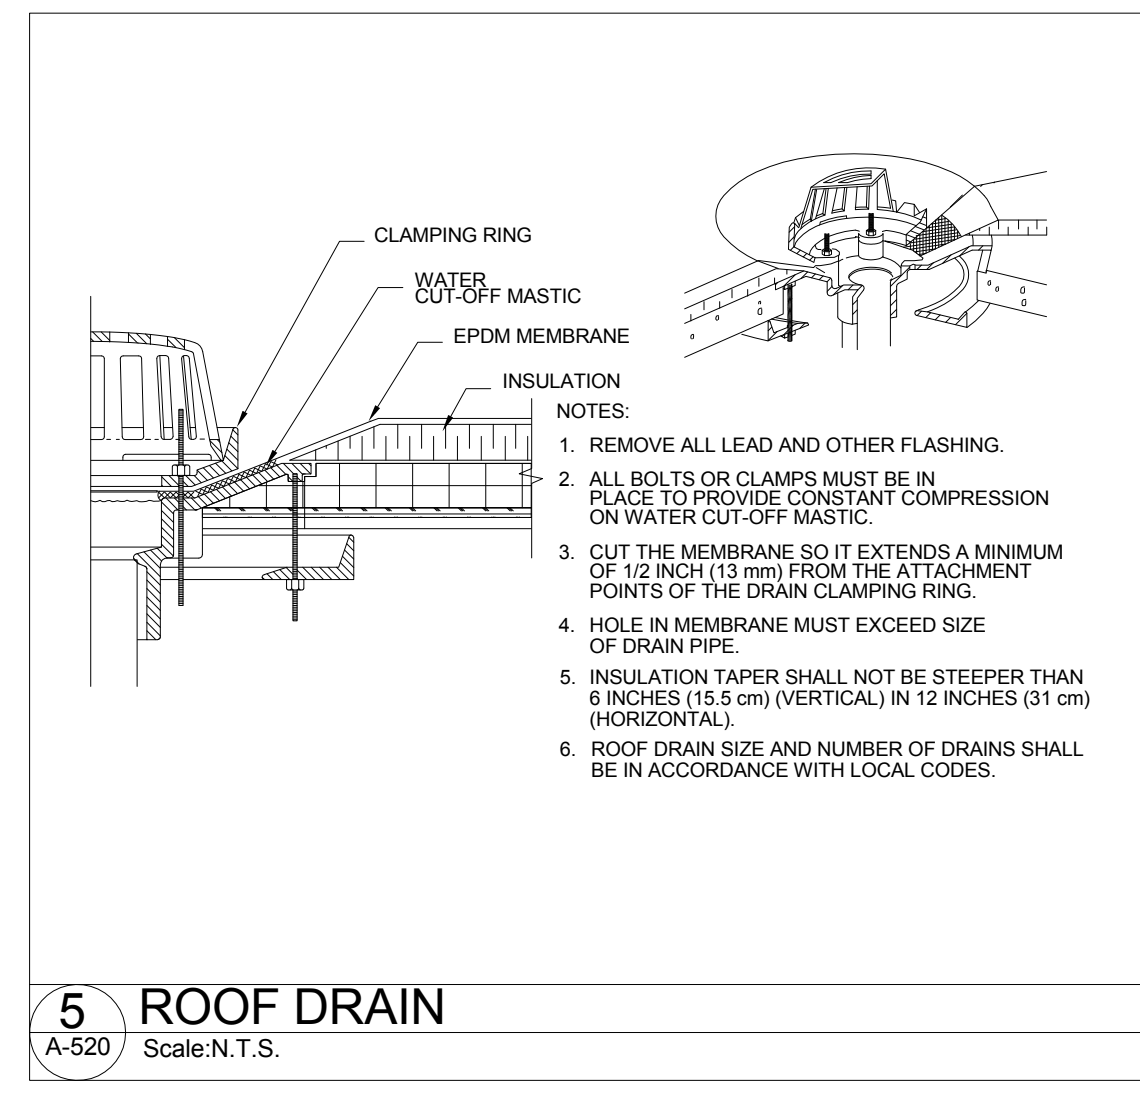 CLAMPING RING
WATER
CUT-OFF MASTIC
EPDM MEMBRANE
INSULATION
NOTES:
1. REMOVE ALL LEAD AND OTHER FLASHING.
2. ALL BOLTS OR CLAMPS MUST BE IN
PLACE TO PROVIDE CONSTANT COMPRESSION
ON WATER CUT-OFF MASTIC.
3. CUT THE MEMBRANE SO IT EXTENDS A MINIMUM
OF 1/2 INCH (13 mm) FROM THE ATTACHMENT
POINTS OF THE DRAIN CLAMPING RING.
4. HOLE IN MEMBRANE MUST EXCEED SIZE
OF DRAIN PIPE.
5. INSULATION TAPER SHALL NOT BE STEEPER THAN
6 INCHES (15.5 cm) (VERTICAL) IN 12 INCHES (31 cm)
(HORIZONTAL).
6. ROOF DRAIN SIZE AND NUMBER OF DRAINS SHALL
BE IN ACCORDANCE WITH LOCAL CODES.
5
ROOF DRAIN
A-520
Scale:N.T.S.